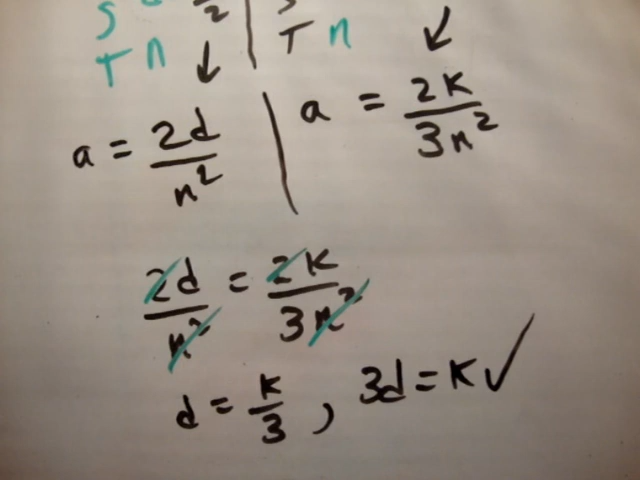 T n ↓ | T n ↓
a = 2d/n² | a = 2k/3n²
2d/n² = 2k/3n²
d = k/3 , 3d = k ✓